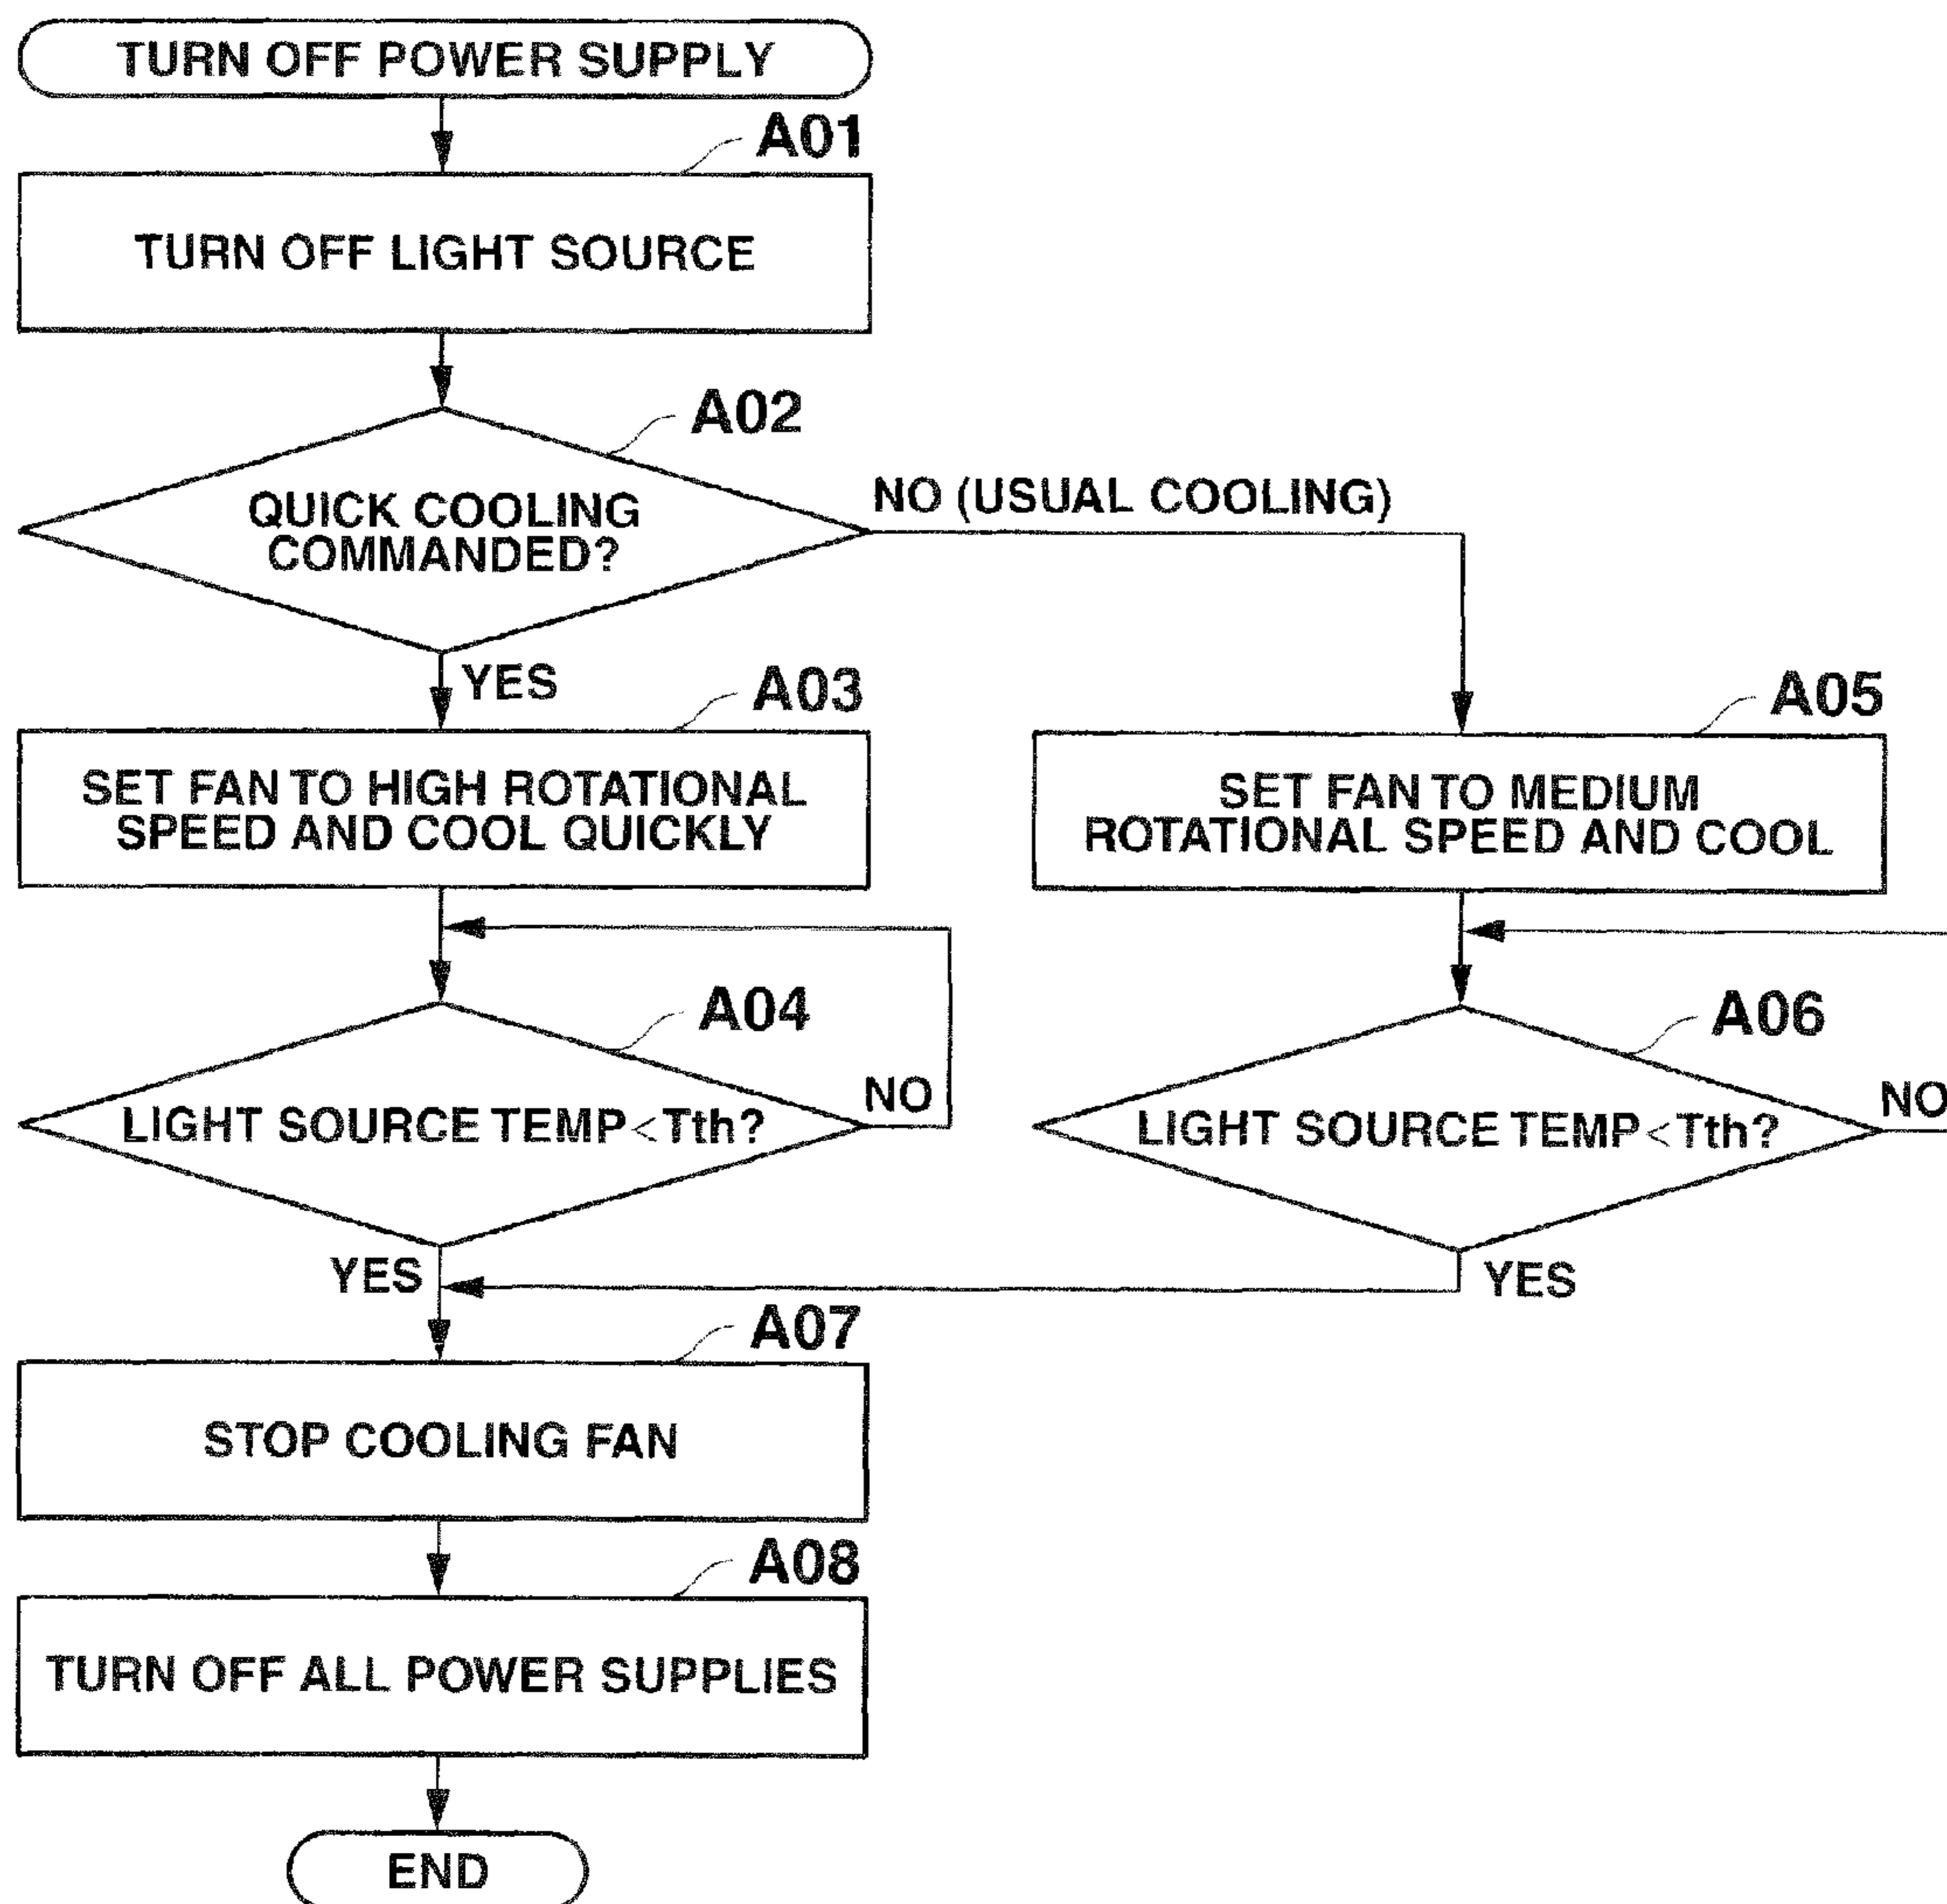 TURN OFF POWER SUPPLY
A01
TURN OFF LIGHT SOURCE
A02
QUICK COOLING
COMMANDED?
NO (USUAL COOLING)
YES
A03
SET FAN TO HIGH ROTATIONAL
SPEED AND COOL QUICKLY
A05
SET FAN TO MEDIUM
ROTATIONAL SPEED AND COOL
A04
LIGHT SOURCE TEMP<Tth?
NO
YES
A06
LIGHT SOURCE TEMP<Tth?
NO
YES
A07
STOP COOLING FAN
A08
TURN OFF ALL POWER SUPPLIES
END